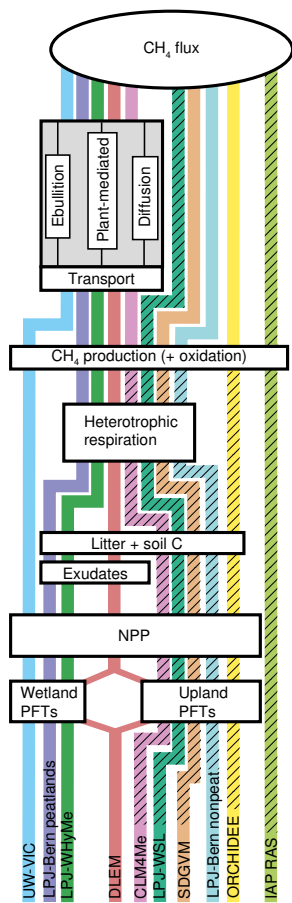 CH4 flux
Ebullition
Plant-mediated
Diffusion
Transport
CH4 production (+ oxidation)
Heterotrophic
respiration
Litter + soil C
Exudates
NPP
Wetland
PFTs
Upland
PFTs
UW-VIC
LPJ-Bern peatlands
LPJ-WHyMe
DLEM
CLM4Me
LPJ-WSL
SDGVM
LPJ-Bern nonpeat.
ORCHIDEE
IAP RAS